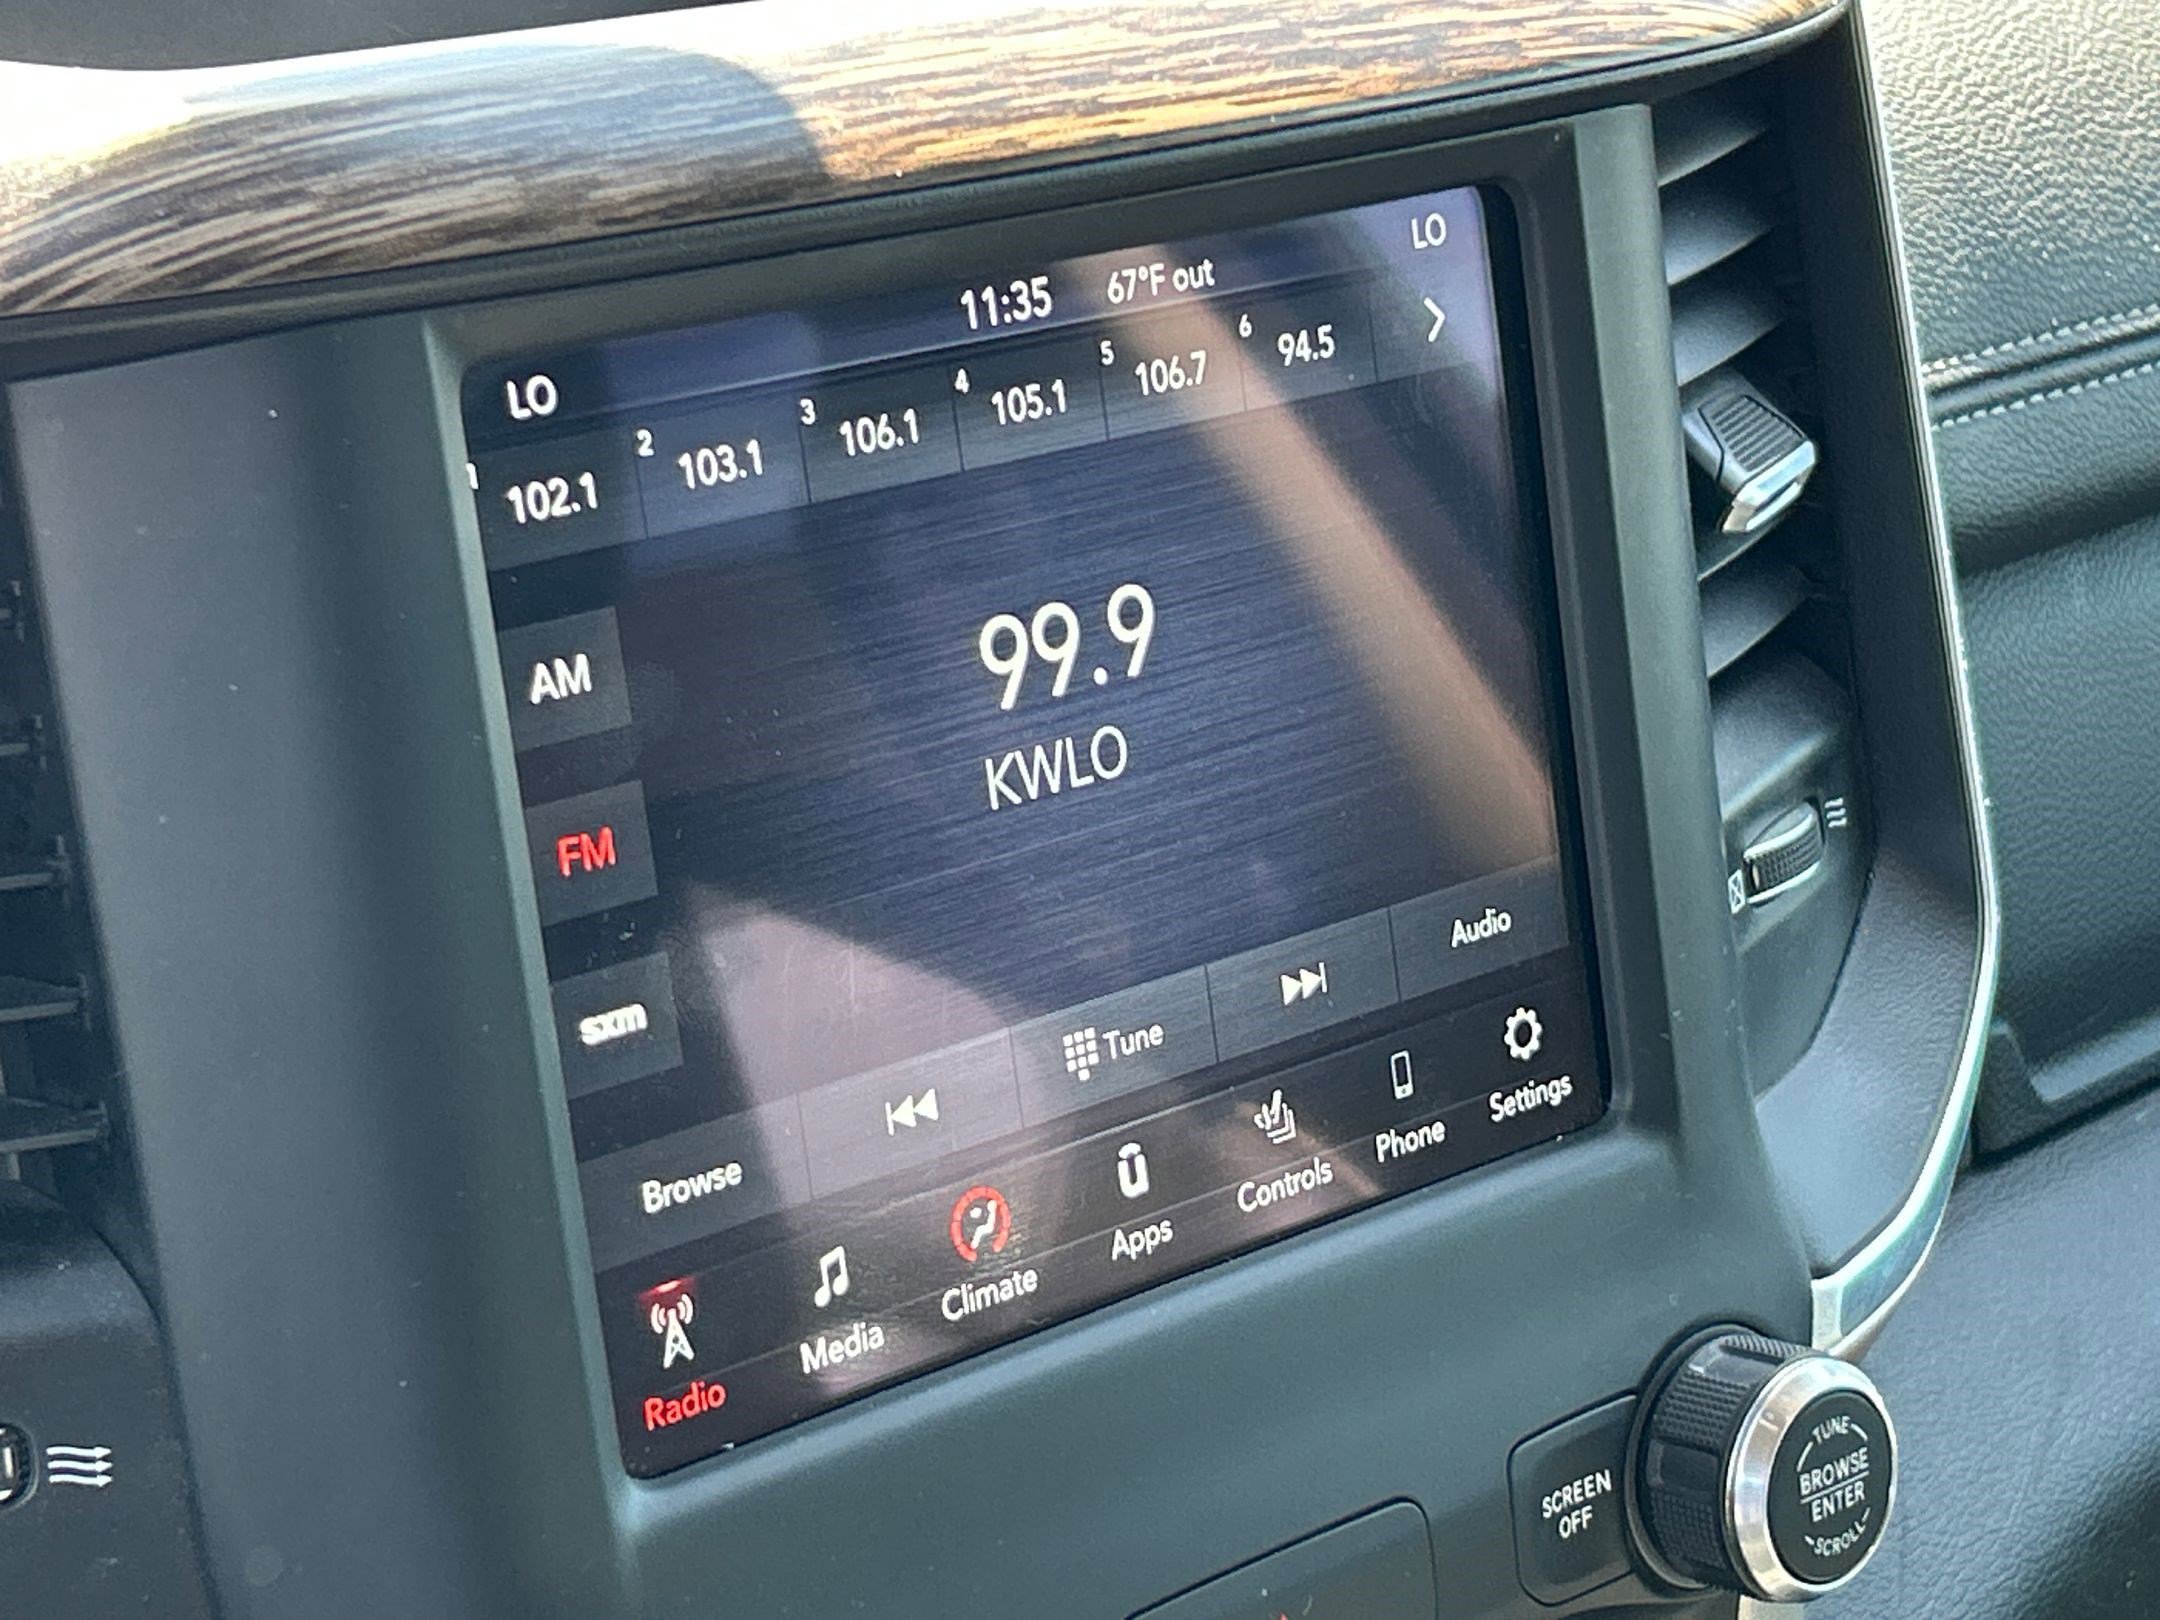 LO 11:35 67°F out LO
1 102.1 2 103.1 3 106.1 4 105.1 5 106.7 6 94.5
99.9
KWLO
AM
FM
sxm
Browse Tune Audio
Radio Media Climate Apps Controls Phone Settings
SCREEN
OFF
TUNE
BROWSE
ENTER
SCROLL